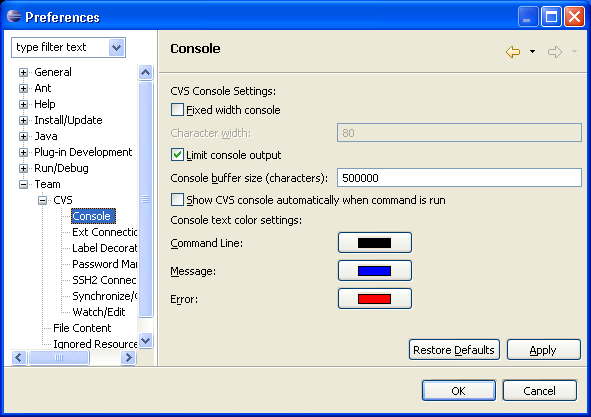 Preferences
type filter text
General
Ant
Help
Install/Update
Java
Plug-in Development
Run/Debug
Team
CVS
Console
Ext Connectio
Label Decorat
Password Mar
SSH2 Connec
Synchronize/C
Watch/Edit
File Content
Ignored Resource
Console
CVS Console Settings:
Fixed width console
Character width: 80
Limit console output
Console buffer size (characters): 500000
Show CVS console automatically when command is run
Console text color settings:
Command Line:
Message:
Error:
Restore Defaults Apply
OK Cancel